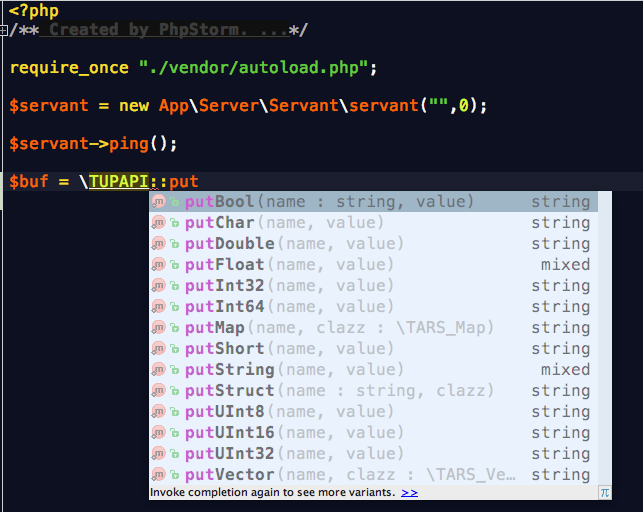 <?php
/** Created by PhpStorm. ...*/
require_once "./vendor/autoload.php";
$servant = new App\Server\Servant\servant("",0);
$servant->ping();
$buf = \TUPAPI::put
putBool(name : string, value) string
putChar(name, value) string
putDouble(name, value) string
putFloat(name, value) mixed
putInt32(name, value) string
putInt64(name, value) string
putMap(name, clazz : \TARS_Map) string
putShort(name, value) string
putString(name, value) mixed
putStruct(name : string, clazz) string
putUInt8(name, value) string
putUInt16(name, value) string
putUInt32(name, value) string
putVector(name, clazz : \TARS_Ve… string
Invoke completion again to see more variants. >> π